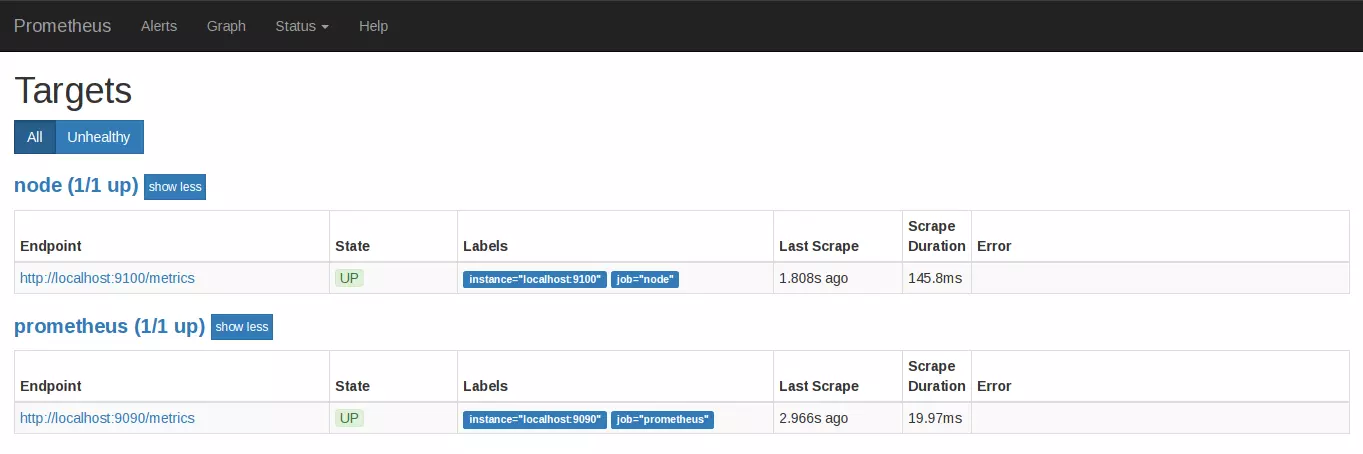 Prometheus Alerts Graph Status Help
Targets
All Unhealthy
node (1/1 up) show less
Endpoint State Labels Last Scrape Scrape Duration Error
http://localhost:9100/metrics UP instance="localhost:9100" job="node" 1.808s ago 145.8ms
prometheus (1/1 up) show less
Endpoint State Labels Last Scrape Scrape Duration Error
http://localhost:9090/metrics UP instance="localhost:9090" job="prometheus" 2.966s ago 19.97ms